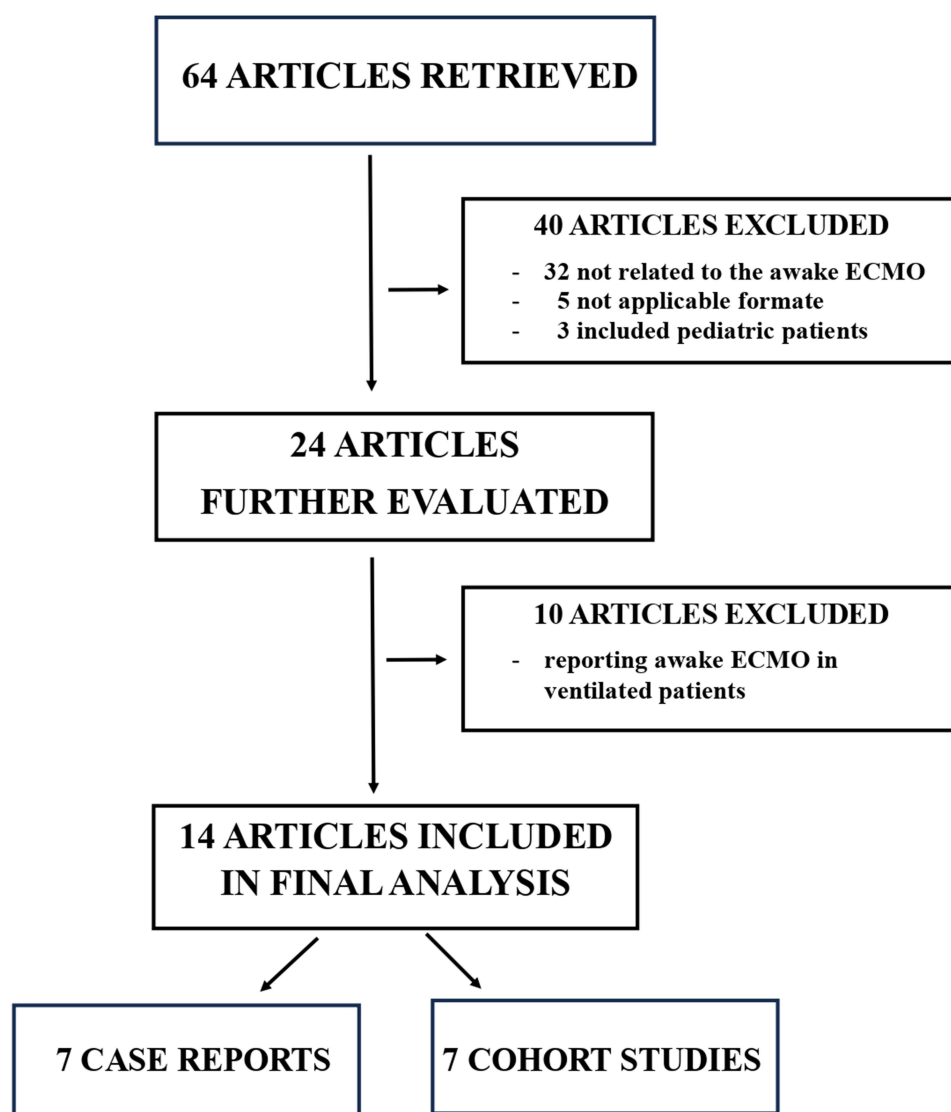 64 ARTICLES RETRIEVED
40 ARTICLES EXCLUDED
- 32 not related to the awake ECMO
- 5 not applicable formate
- 3 included pediatric patients
24 ARTICLES
FURTHER EVALUATED
10 ARTICLES EXCLUDED
- reporting awake ECMO in
ventilated patients
14 ARTICLES INCLUDED
IN FINAL ANALYSIS
7 CASE REPORTS
7 COHORT STUDIES